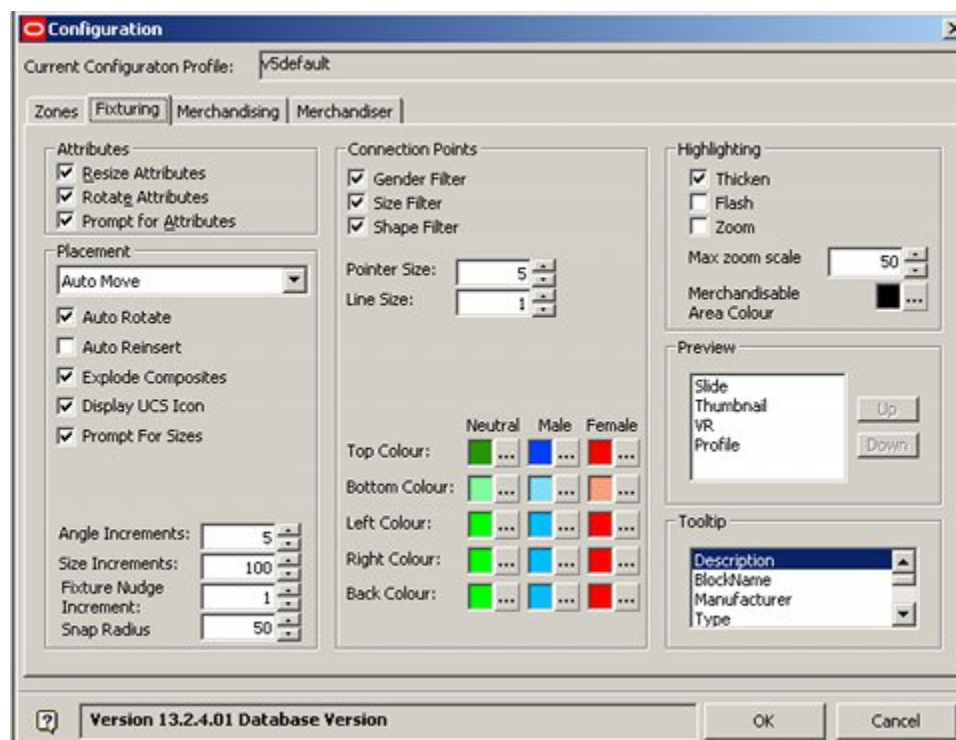 Configuration
Current Configuraton Profile: v5default
Zones Fixturing Merchandising Merchandiser
Attributes
Resize Attributes
Rotate Attributes
Prompt for Attributes
Placement
Auto Move
Auto Rotate
Auto Reinsert
Explode Composites
Display UCS Icon
Prompt For Sizes
Angle Increments: 5
Size Increments: 100
Fixture Nudge
Increment: 1
Snap Radius 50
Connection Points
Gender Filter
Size Filter
Shape Filter
Pointer Size: 5
Line Size: 1
Neutral Male Female
Top Colour: ... ... ...
Bottom Colour: ... ... ...
Left Colour: ... ... ...
Right Colour: ... ... ...
Back Colour: ... ... ...
Highlighting
Thicken
Flash
Zoom
Max zoom scale 50
Merchandisable
Area Colour ...
Preview
Slide
Thumbnail
VR
Profile
Up
Down
Tooltip
Description
BlockName
Manufacturer
Type
Version 13.2.4.01 Database Version
OK Cancel